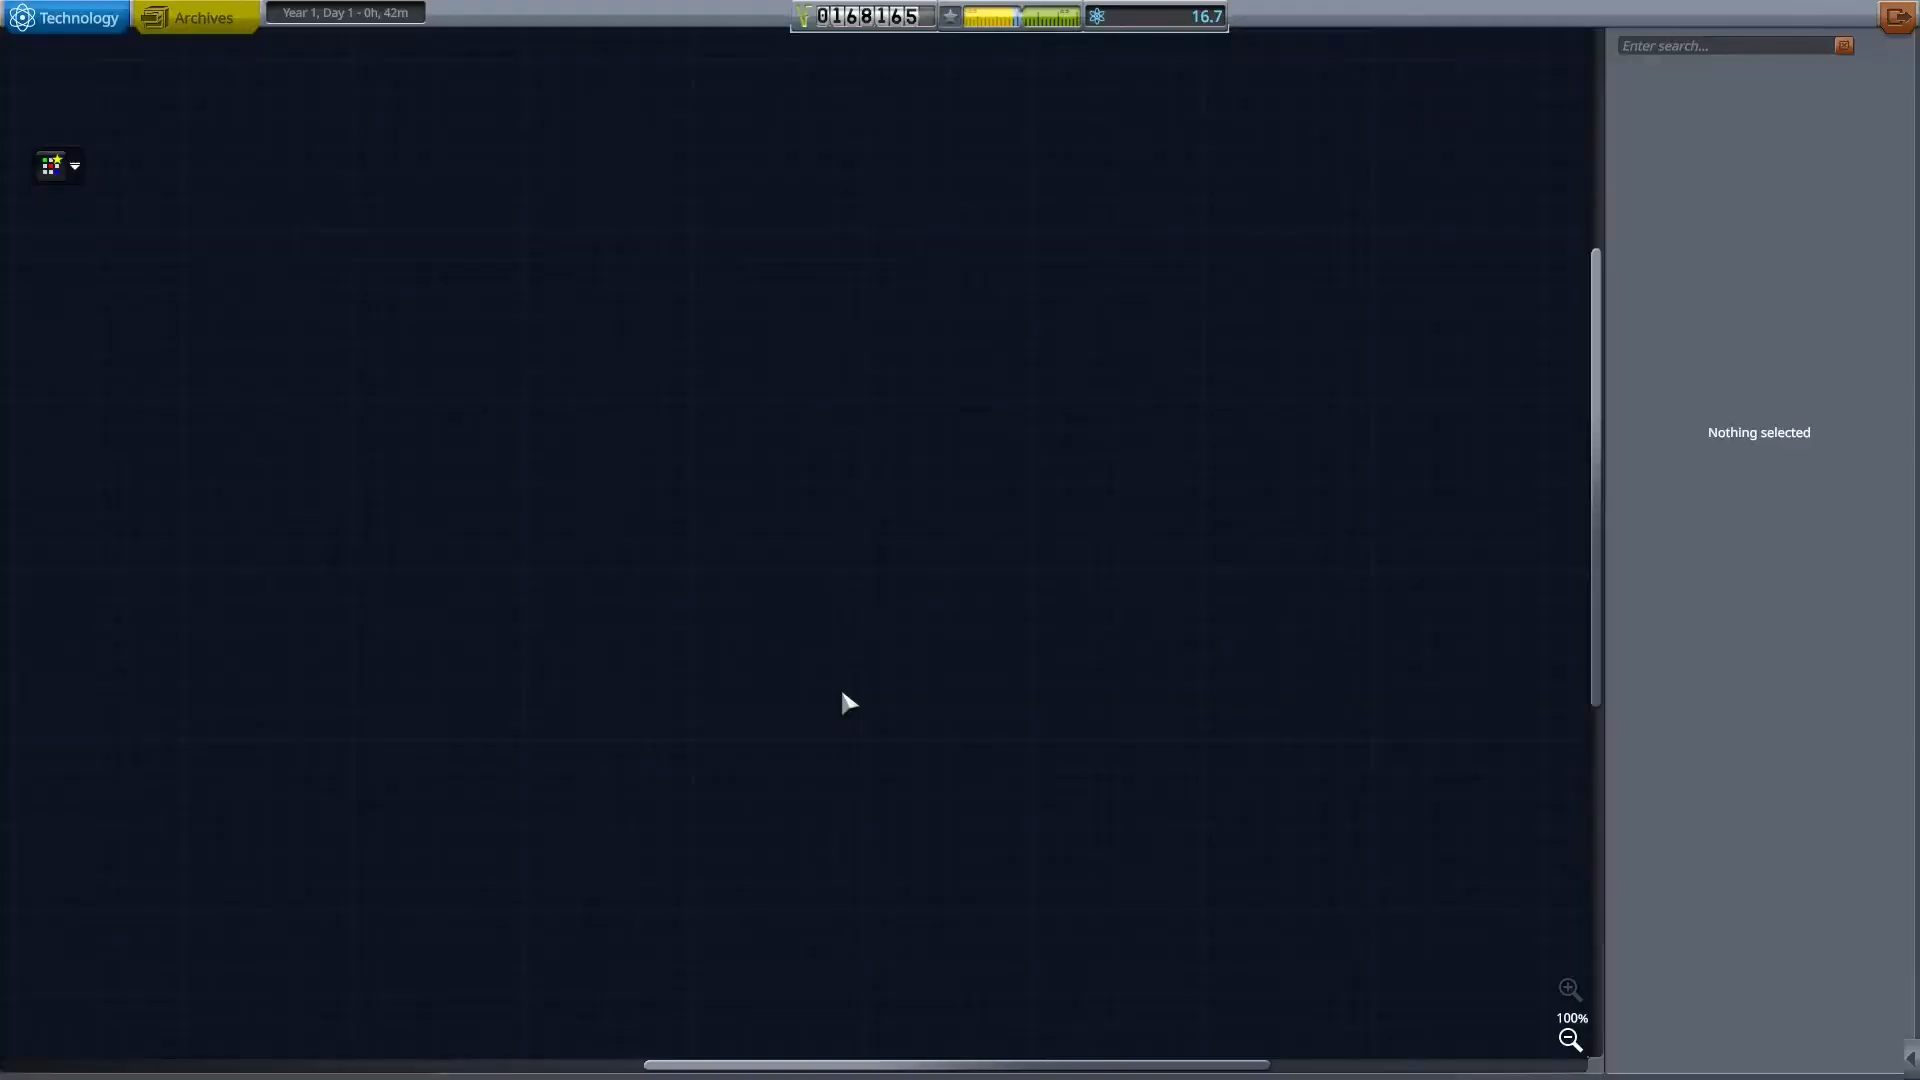 Technology
Archives
Year 1, Day 1 - 0h, 42m
0168165
16.7
Enter search...
Nothing selected
100%